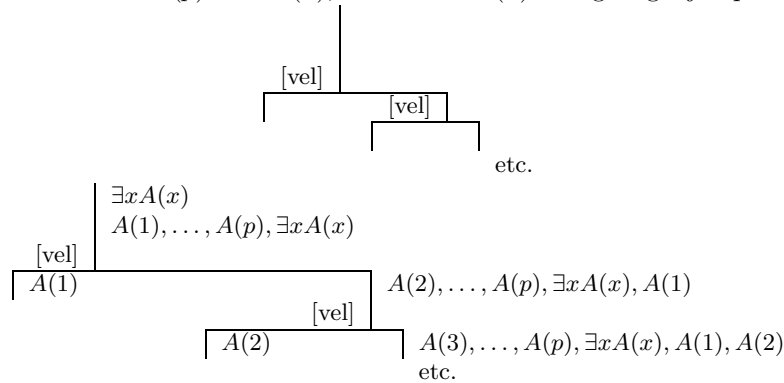 [vel]
[vel]
etc.
∃xA(x)
A(1), . . . , A(p), ∃xA(x)
[vel]
A(1)
A(2), . . . , A(p), ∃xA(x), A(1)
[vel]
A(2)
A(3), . . . , A(p), ∃xA(x), A(1), A(2)
etc.